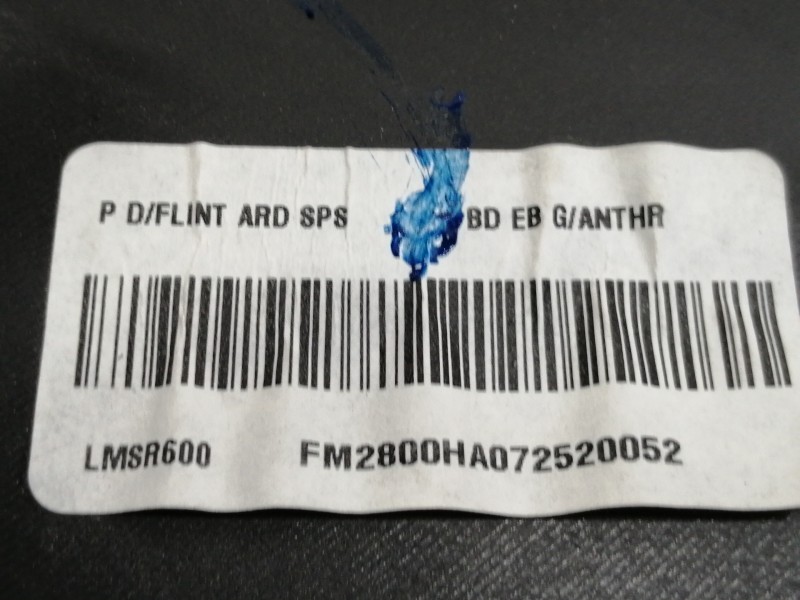 P D/FLINT ARD SPS BD EB G/ANTHR
LMSR600 FM2800HA072520052